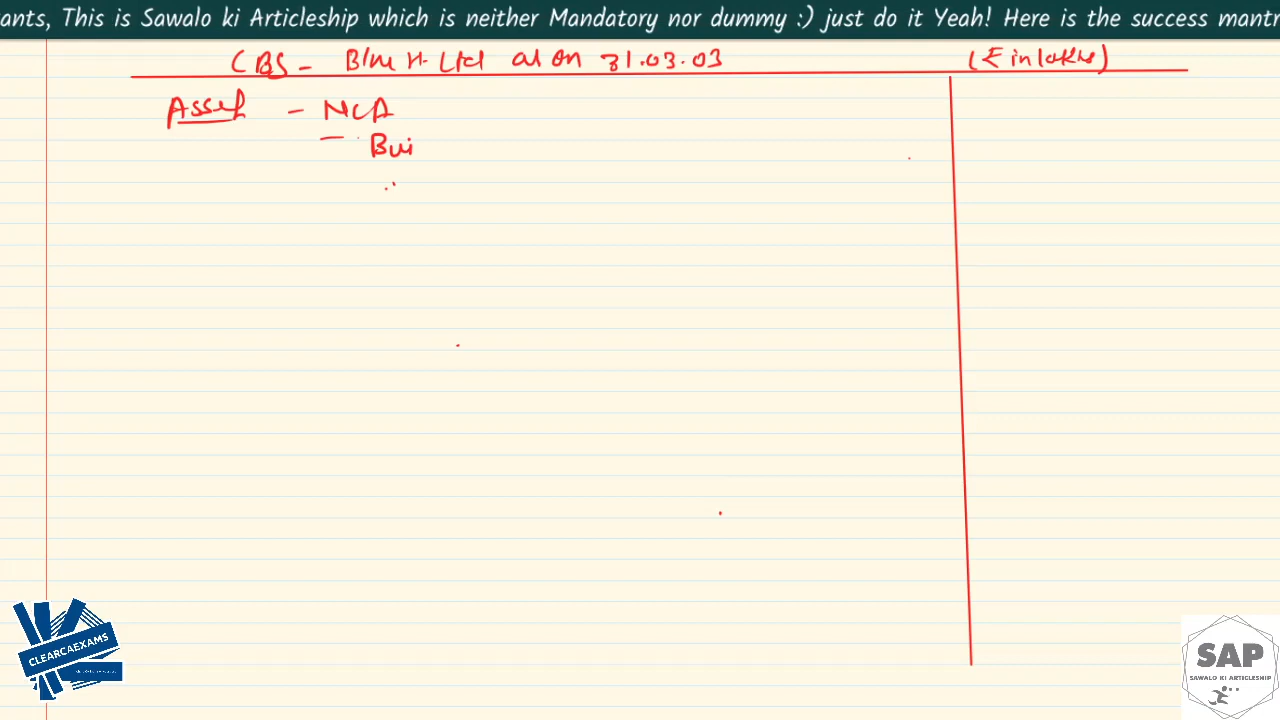 ants, This is Sawalo ki Articleship which is neither Mandatory nor dummy :) just do it Yeah! Here is the success mantr
CBS - Blue H. Ltd as on 31.03.03 (₹ in lakhs)
Asset - NCA
- Bui
CLEARCAEXAMS
SAP
SAWALO KI ARTICLESHIP